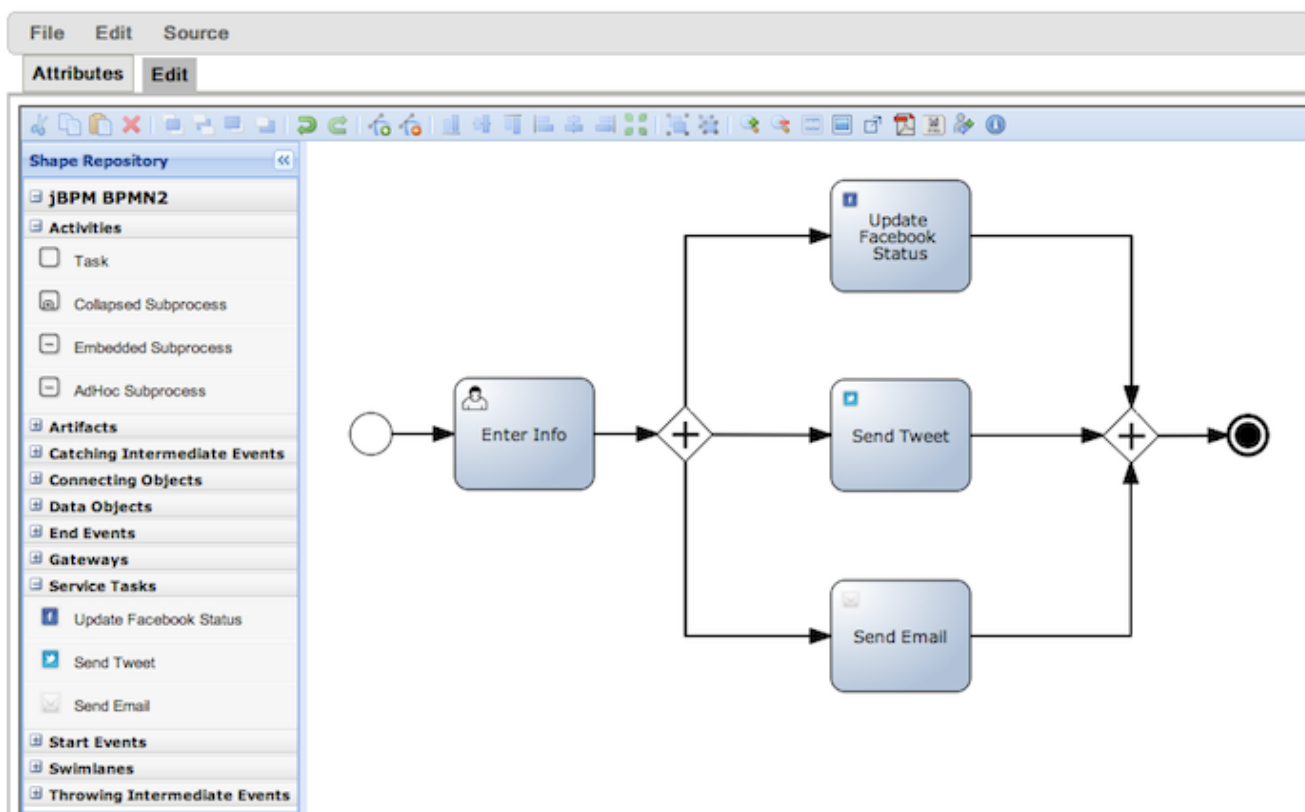 File Edit Source
Attributes Edit
Shape Repository
jBPM BPMN2
Activities
Task
Collapsed Subprocess
Embedded Subprocess
AdHoc Subprocess
Artifacts
Catching Intermediate Events
Connecting Objects
Data Objects
End Events
Gateways
Service Tasks
Update Facebook Status
Send Tweet
Send Email
Start Events
Swimlanes
Throwing Intermediate Events
Enter Info
Update
Facebook
Status
Send Tweet
Send Email